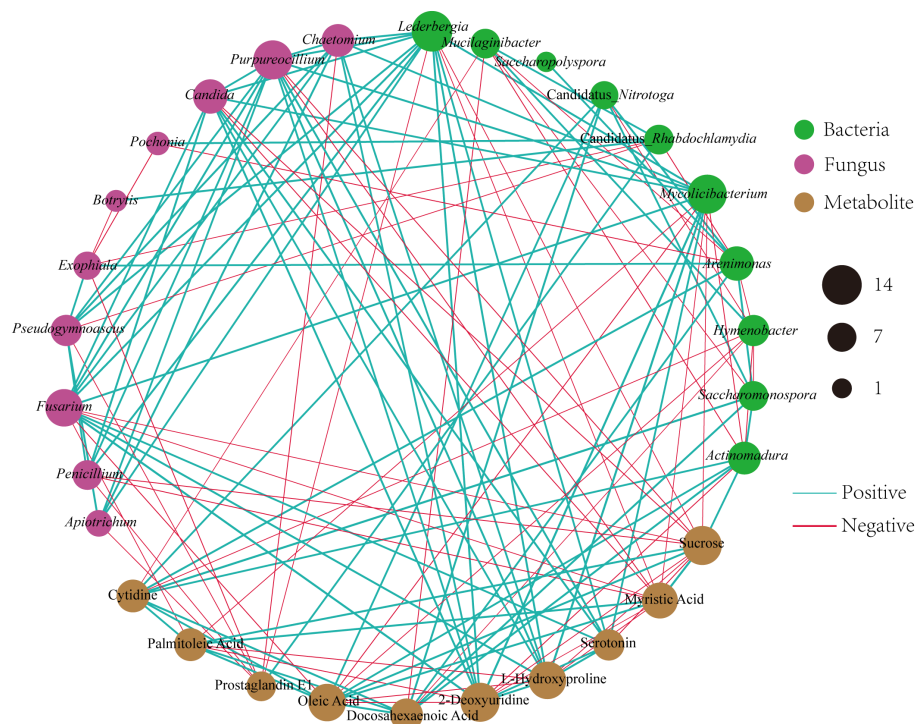 Lederbergia
Mucilaginibacter
Saccharopolyspora
Candidatus_Nitrotoga
Candidatus_Rhabdochlamydia
Mycolicibacterium
Arenimonas
Hymenobacter
Saccharomonospora
Actinomadura
Sucrose
Myristic Acid
Serotonin
L-Hydroxyproline
2-Deoxyuridine
Docosahexaenoic Acid
Oleic Acid
Prostaglandin E1
Palmitoleic Acid
Cytidine
Apiotrichum
Penicillium
Fusarium
Pseudogymnoascus
Exophiala
Botrytis
Pochonia
Candida
Purpureocillium
Chaetomium
Bacteria
Fungus
Metabolite
14
7
1
Positive
Negative